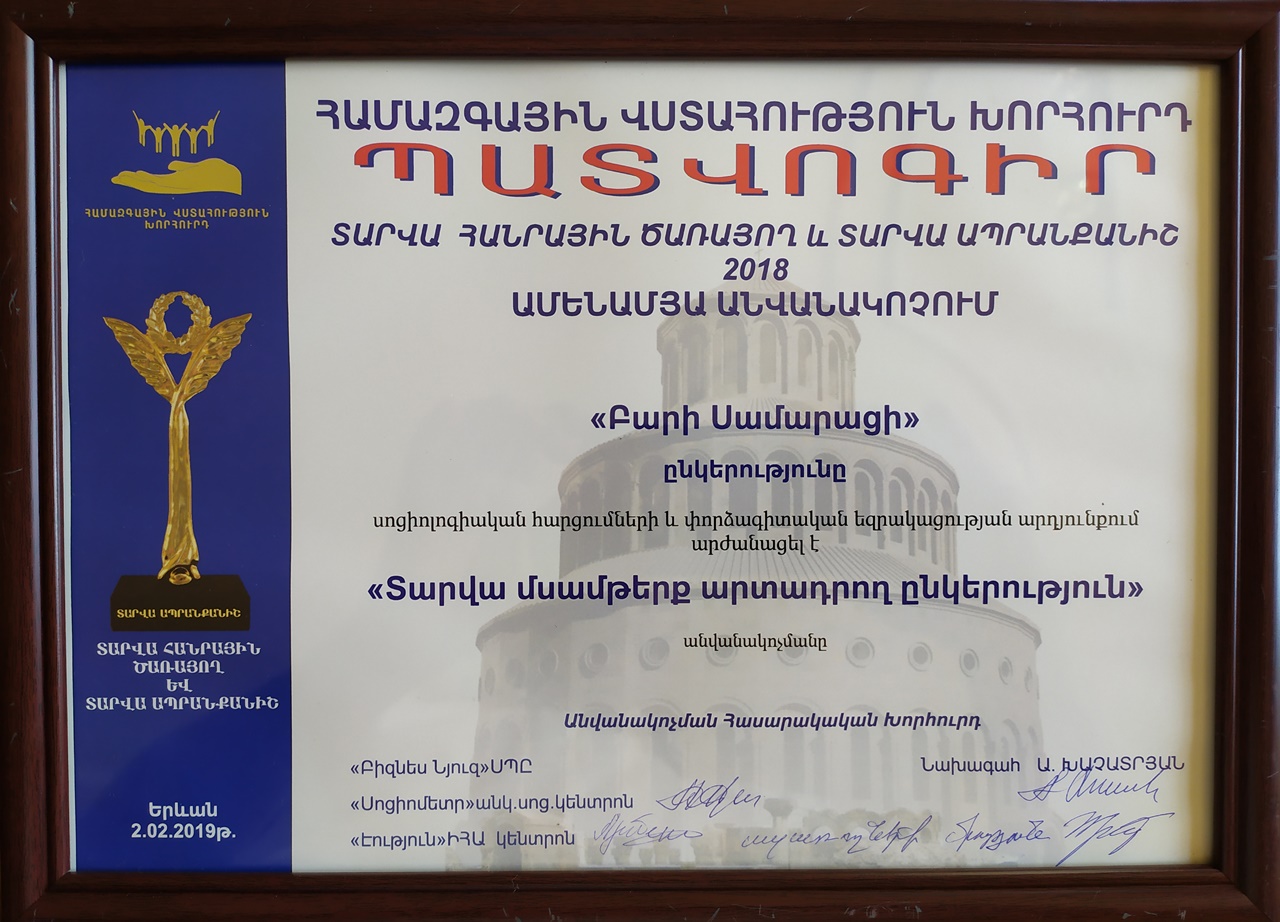 ՀԱՄԱԶԳԱՅԻՆ ՎՍՏԱՀՈՒԹՅՈՒՆ
ԽՈՐՀՈՒՐԴ
ՏԱՐՎԱ ԱՊՐԱՆՔԱՆԻՇ
ՏԱՐՎԱ ՀԱՆՐԱՅԻՆ
ԾԱՌԱՅՈՂ
ԵՎ
ՏԱՐՎԱ ԱՊՐԱՆՔԱՆԻՇ
Երևան
2.02.2019թ.
ՀԱՄԱԶԳԱՅԻՆ ՎՍՏԱՀՈՒԹՅՈՒՆ ԽՈՐՀՈՒՐԴ
ՊԱՏՎՈԳԻՐ
ՏԱՐՎԱ ՀԱՆՐԱՅԻՆ ԾԱՌԱՅՈՂ և ՏԱՐՎԱ ԱՊՐԱՆՔԱՆԻՇ
2018
ԱՄԵՆԱՄՅԱ ԱՆՎԱՆԱԿՈՉՈՒՄ
«Բարի Սամարացի»
ընկերությունը
սոցիոլոգիական հարցումների և փորձագիտական եզրակացության արդյունքում
արժանացել է
«Տարվա մսամթերք արտադրող ընկերություն»
անվանակոչմանը
Անվանակոչման Հասարակական Խորհուրդ
«Բիզնես Նյուզ»ՍՊԸ
Նախագահ Ա. ԽԱՉԱՏՐՅԱՆ
«Սոցիոմետր»անկ.սոց.կենտրոն
«Էություն»ԻՀԱ կենտրոն